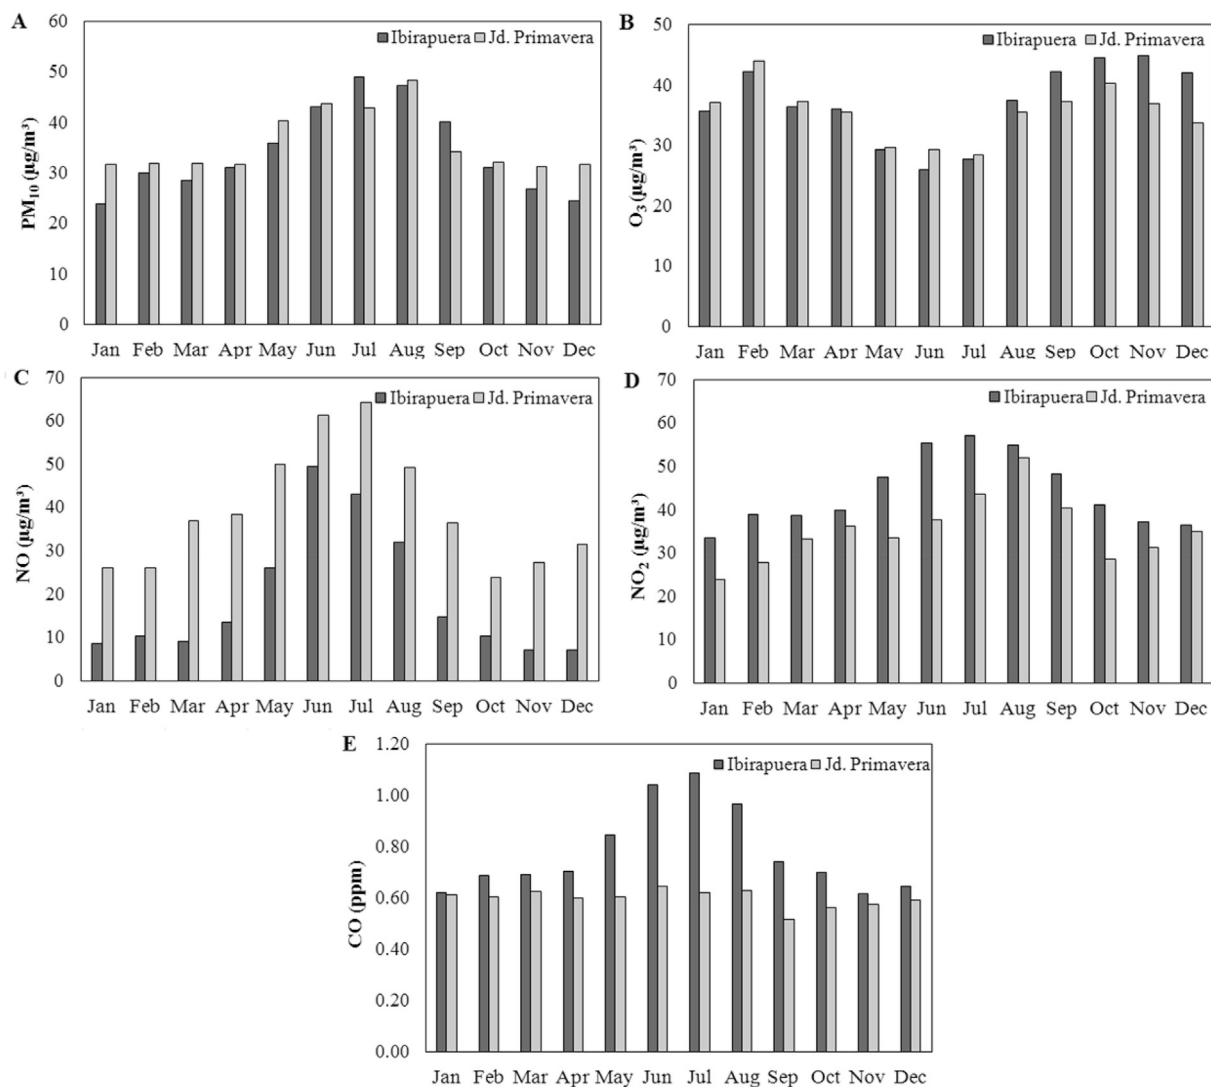 A
60
Ibirapuera Jd. Primavera
50
40
30
20
10
0
PM10 (µg/m³)
Jan Feb Mar Apr May Jun Jul Aug Sep Oct Nov Dec
B
50
Ibirapuera Jd. Primavera
40
30
20
10
0
O3 (µg/m³)
Jan Feb Mar Apr May Jun Jul Aug Sep Oct Nov Dec
C
70
Ibirapuera Jd. Primavera
60
50
40
30
20
10
0
NO (µg/m³)
Jan Feb Mar Apr May Jun Jul Aug Sep Oct Nov Dec
D
70
Ibirapuera Jd. Primavera
60
50
40
30
20
10
0
NO2 (µg/m³)
Jan Feb Mar Apr May Jun Jul Aug Sep Oct Nov Dec
E
1.20
Ibirapuera Jd. Primavera
1.00
0.80
0.60
0.40
0.20
0.00
CO (ppm)
Jan Feb Mar Apr May Jun Jul Aug Sep Oct Nov Dec